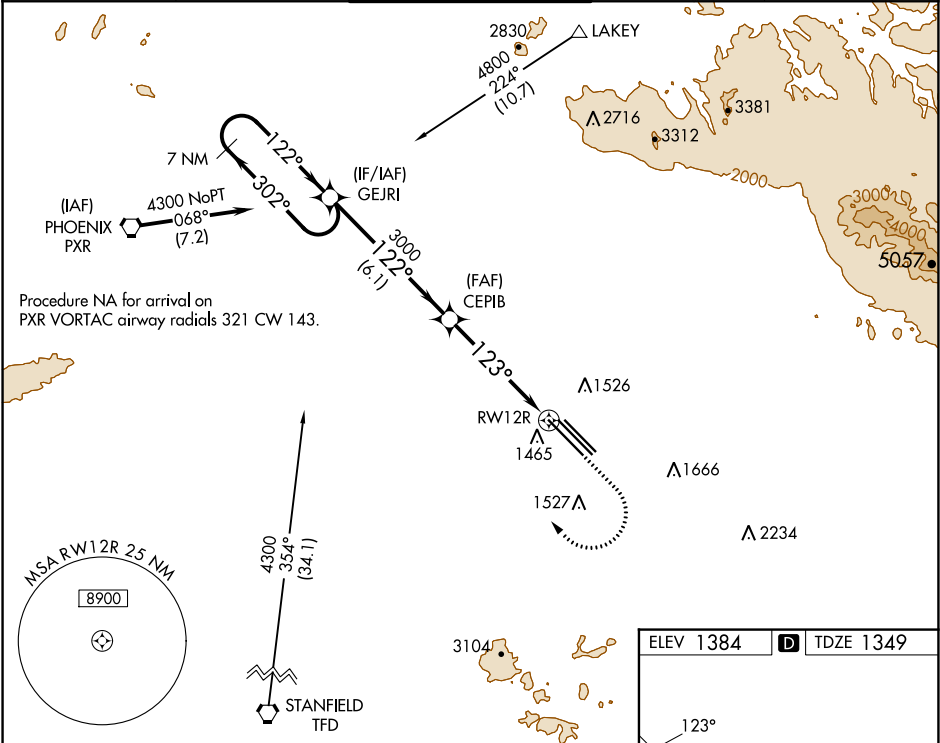 2830
LAKEY
4800
224°
(10.7)
3381
2716
3312
2000
3000
4000
5057
7 NM
122°
302°
(IF/IAF)
GEJRI
(IAF)
PHOENIX
PXR
4300 NoPT
068°
(7.2)
3000
122°
(6.1)
(FAF)
CEPIB
Procedure NA for arrival on
PXR VORTAC airway radials 321 CW 143.
123°
1526
RW12R
1465
1666
1527
2234
4300
354°
(34.1)
MSA RW12R 25 NM
8900
STANFIELD
TFD
3104
ELEV 1384 D TDZE 1349
123°